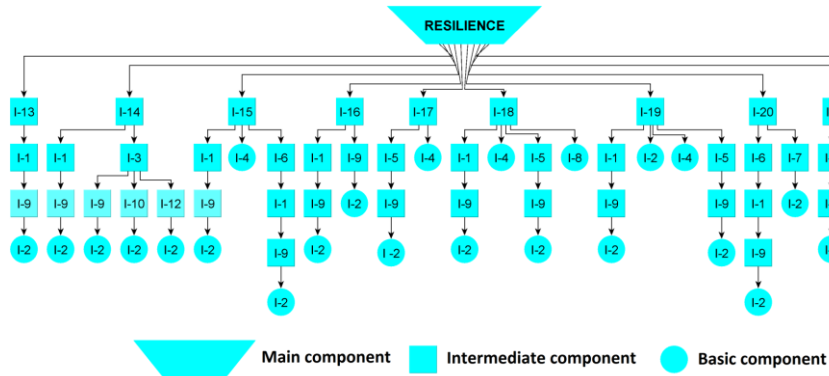 RESILIENCE
I-13 I-14 I-15 I-16 I-17 I-18 I-19 I-20
I-1 I-1 I-3 I-1 I-4 I-6 I-1 I-9 I-5 I-4 I-1 I-4 I-5 I-8 I-1 I-2 I-4 I-5 I-6 I-7
I-9 I-9 I-9 I-10 I-12 I-9 I-1 I-9 I-2 I-9 I-9 I-9 I-9 I-9 I-1 I-2
I-2 I-2 I-2 I-2 I-2 I-2 I-9 I-2 I -2 I-2 I-2 I-2 I-2 I-9
I-2 I-2
Main component Intermediate component Basic component